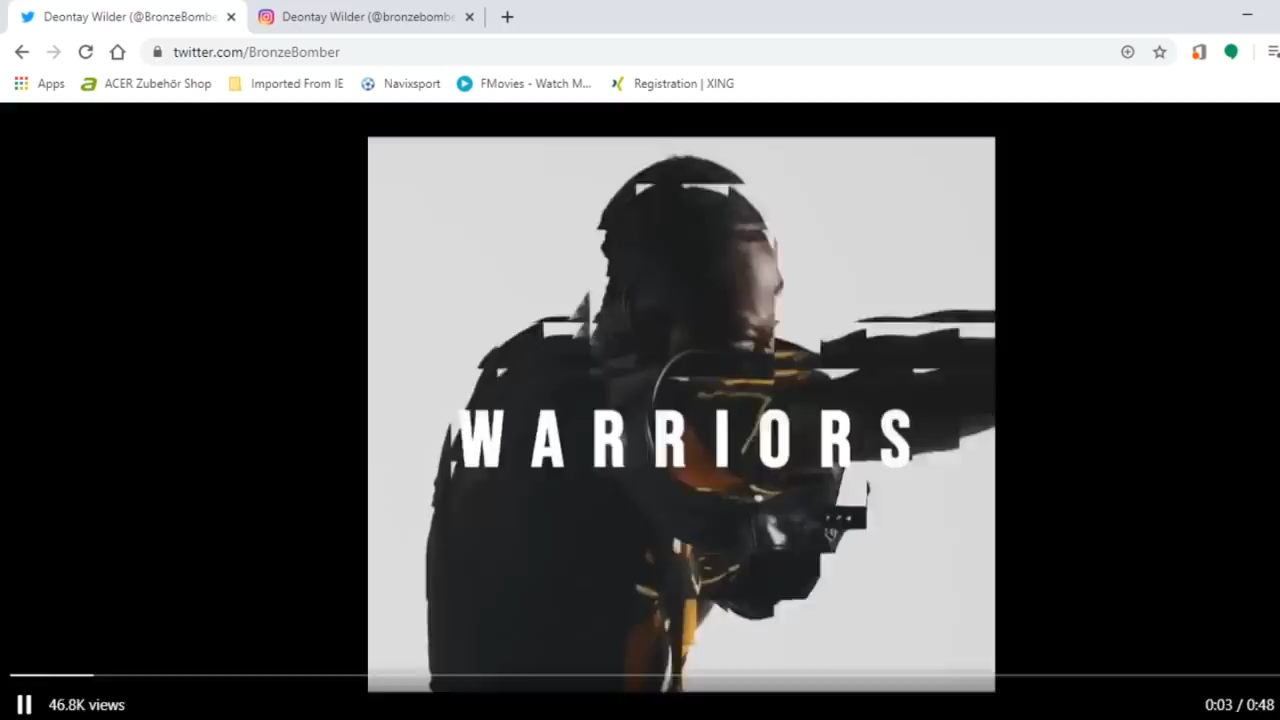 Deontay Wilder (@BronzeBombe
Deontay Wilder (@bronzebombe
twitter.com/BronzeBomber
Apps
ACER Zubehör Shop
Imported From IE
Navixsport
FMovies - Watch M...
Registration | XING
WARRIORS
46.8K views
0:03 / 0:48